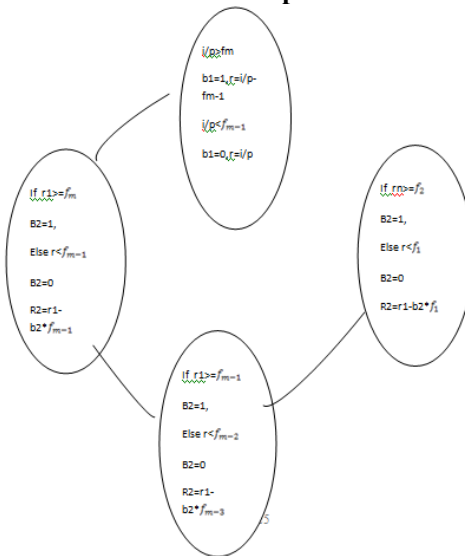 i/p>fm
b1=1,r=i/p-
fm-1
i/p<fₘ₋₁
b1=0,r=i/p
If r1>=fₘ
B2=1,
Else r<fₘ₋₁
B2=0
R2=r1-
b2*fₘ₋₁
If rn>=f₂
B2=1,
Else r<f₁
B2=0
R2=r1-b2*f₁
If r1>=fₘ₋₁
B2=1,
Else r<fₘ₋₂
B2=0
R2=r1-
b2*fₘ₋₃